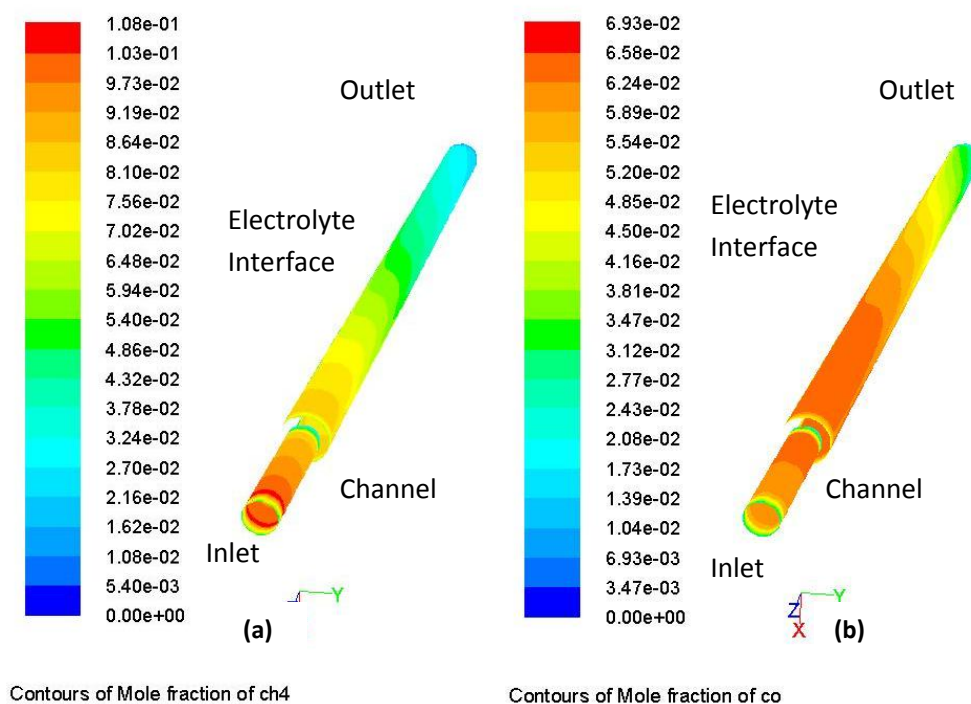 1.08e-01
1.03e-01
9.73e-02
9.19e-02
8.64e-02
8.10e-02
7.56e-02
7.02e-02
6.48e-02
5.94e-02
5.40e-02
4.86e-02
4.32e-02
3.78e-02
3.24e-02
2.70e-02
2.16e-02
1.62e-02
1.08e-02
5.40e-03
0.00e+00
Outlet
Electrolyte
Interface
Channel
Inlet
Y
(a)
Contours of Mole fraction of ch4
6.93e-02
6.58e-02
6.24e-02
5.89e-02
5.54e-02
5.20e-02
4.85e-02
4.50e-02
4.16e-02
3.81e-02
3.47e-02
3.12e-02
2.77e-02
2.43e-02
2.08e-02
1.73e-02
1.39e-02
1.04e-02
6.93e-03
3.47e-03
0.00e+00
Outlet
Electrolyte
Interface
Channel
Inlet
Y
Z
X
(b)
Contours of Mole fraction of co